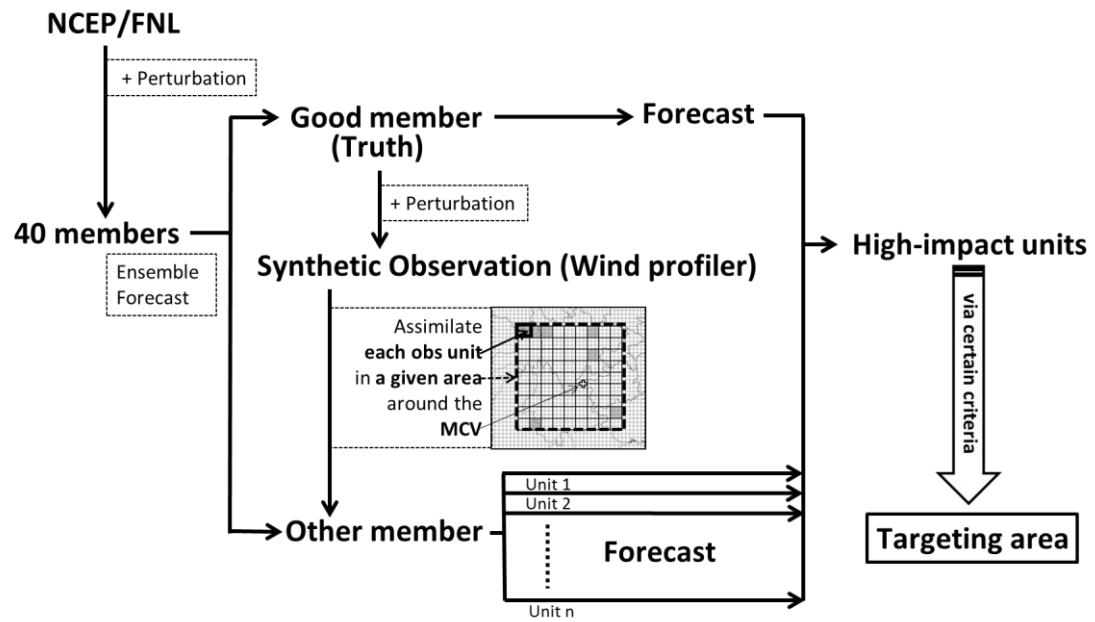 NCEP/FNL
+ Perturbation
Good member
(Truth)
Forecast
+ Perturbation
40 members
Ensemble
Forecast
Synthetic Observation (Wind profiler)
High-impact units
Assimilate
each obs unit
in a given area
around the
MCV
via certain criteria
Unit 1
Unit 2
Other member
Forecast
Targeting area
Unit n